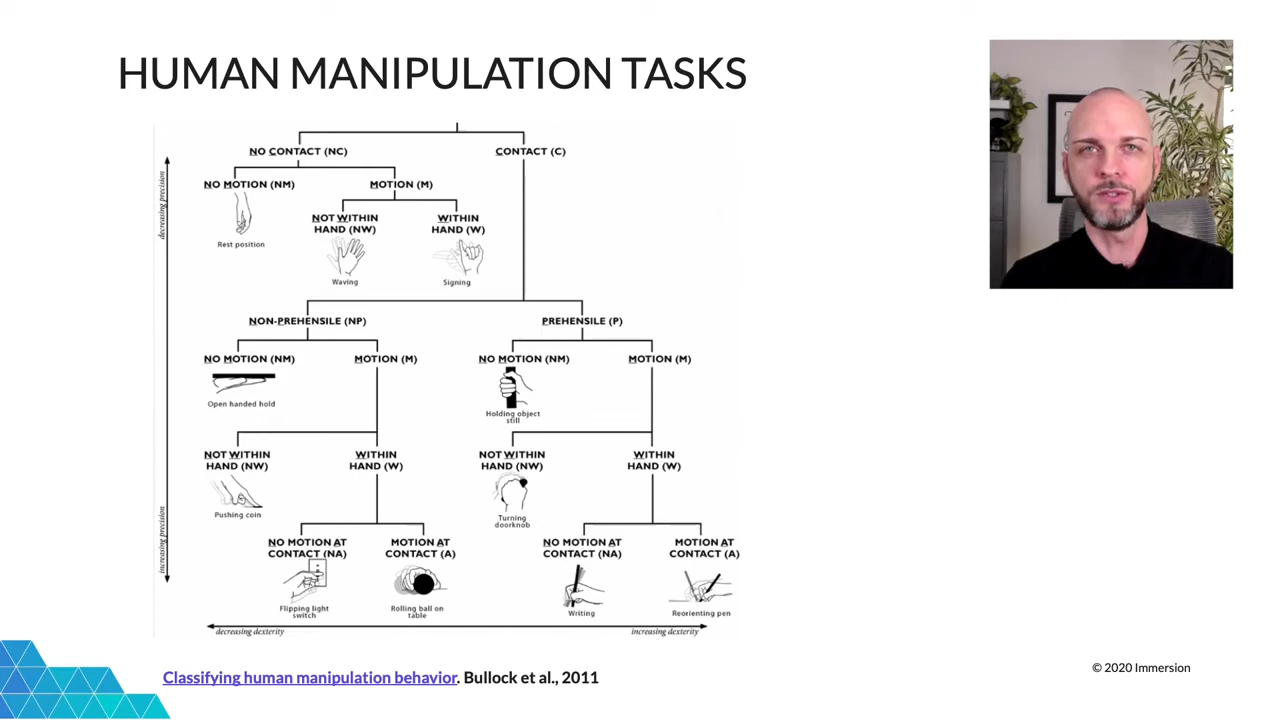 HUMAN MANIPULATION TASKS
NO CONTACT (NC)
CONTACT (C)
decreasing precision
NO MOTION (NM)
MOTION (M)
Rest position
NOT WITHIN
HAND (NW)
WITHIN
HAND (W)
Waving
Signing
NON-PREHENSILE (NP)
PREHENSILE (P)
NO MOTION (NM)
MOTION (M)
NO MOTION (NM)
MOTION (M)
Open handed hold
Holding object
still
NOT WITHIN
HAND (NW)
WITHIN
HAND (W)
NOT WITHIN
HAND (NW)
WITHIN
HAND (W)
Pushing coin
Turning
doorknob
increasing precision
NO MOTION AT
CONTACT (NA)
MOTION AT
CONTACT (A)
NO MOTION AT
CONTACT (NA)
MOTION AT
CONTACT (A)
Flipping light
switch
Rolling ball on
table
Writing
Reorienting pen
decreasing dexterity
increasing dexterity
Classifying human manipulation behavior. Bullock et al., 2011
© 2020 Immersion